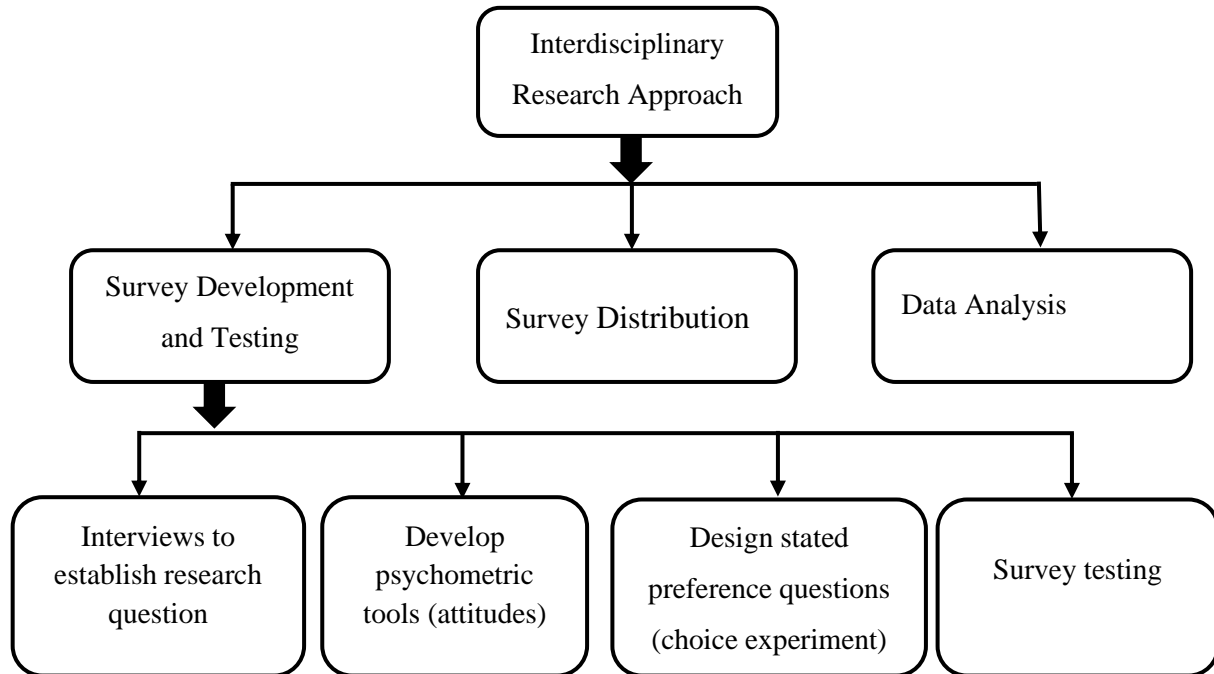 Interdisciplinary
Research Approach
Survey Development
and Testing
Survey Distribution
Data Analysis
Interviews to
establish research
question
Develop
psychometric
tools (attitudes)
Design stated
preference questions
(choice experiment)
Survey testing